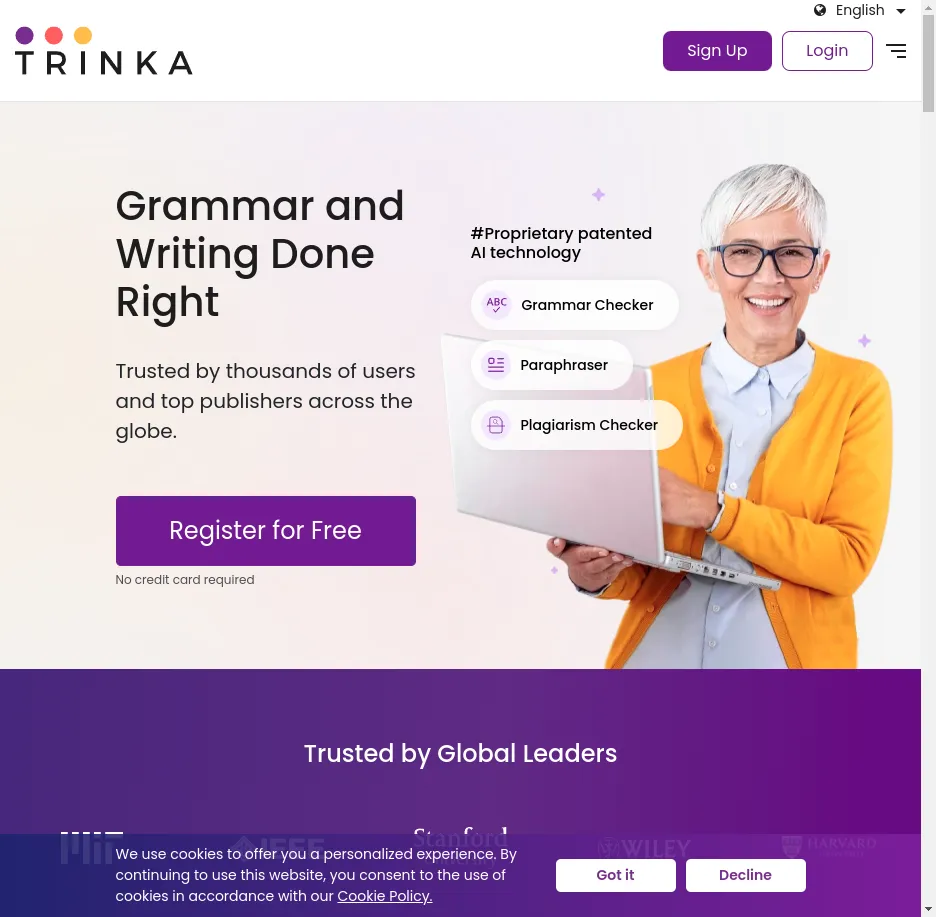 English
TRINKA
Sign Up
Login
Grammar and
Writing Done
Right
#Proprietary patented
AI technology
ABC
Grammar Checker
Paraphraser
Plagiarism Checker
Trusted by thousands of users
and top publishers across the
globe.
Register for Free
No credit card required
Trusted by Global Leaders
IEEE
Stanford
WILEY
HARVARD
We use cookies to offer you a personalized experience. By
continuing to use this website, you consent to the use of
cookies in accordance with our Cookie Policy.
Got it
Decline